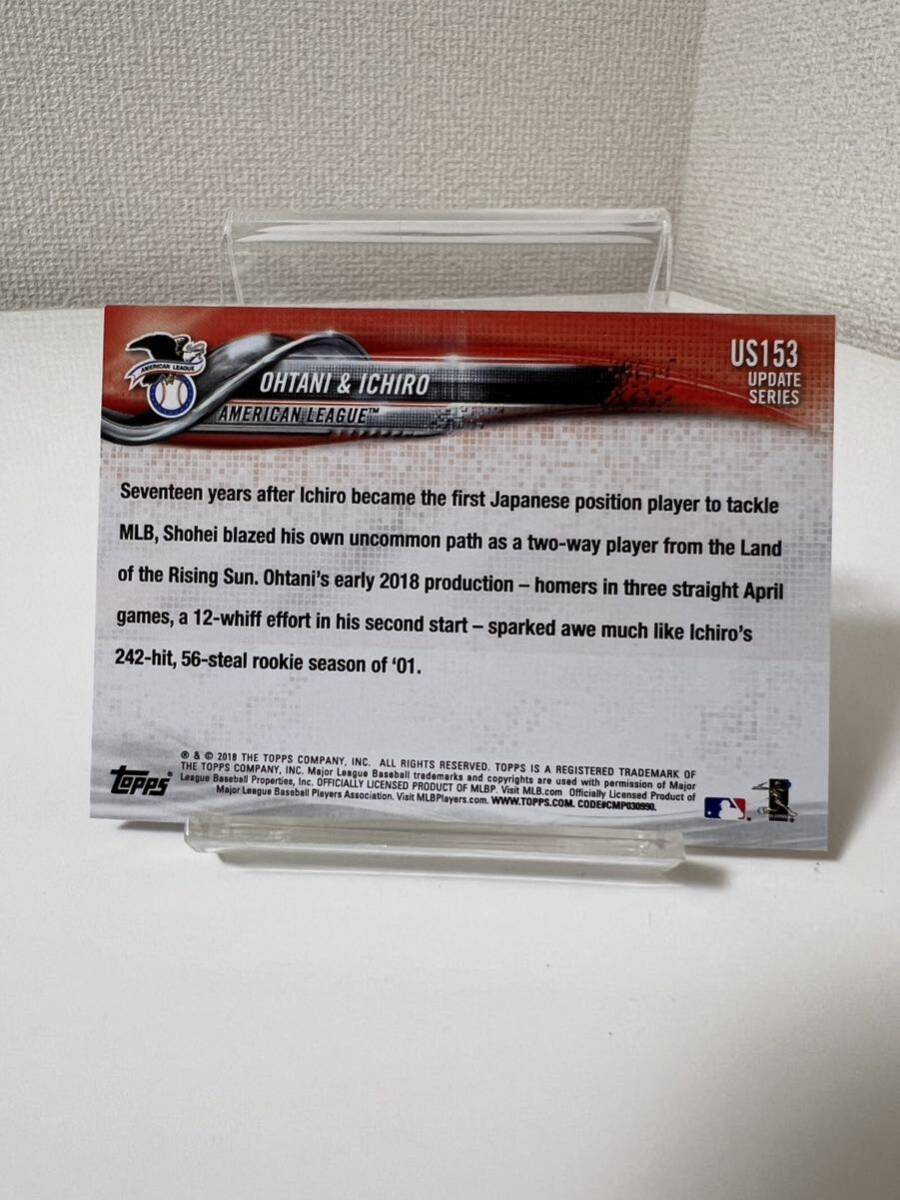 US153
UPDATE
SERIES
AMERICAN LEAGUE
OHTANI & ICHIRO
AMERICAN LEAGUE™
Seventeen years after Ichiro became the first Japanese position player to tackle
MLB, Shohei blazed his own uncommon path as a two-way player from the Land
of the Rising Sun. Ohtani's early 2018 production – homers in three straight April
games, a 12-whiff effort in his second start – sparked awe much like Ichiro's
242-hit, 56-steal rookie season of '01.
topps®
® & © 2018 THE TOPPS COMPANY, INC. ALL RIGHTS RESERVED. TOPPS IS A REGISTERED TRADEMARK OF
THE TOPPS COMPANY, INC. Major League Baseball trademarks and copyrights are used with permission of Major
League Baseball Properties, Inc. OFFICIALLY LICENSED PRODUCT OF MLBP. Visit MLB.com Officially Licensed Product of
Major League Baseball Players Association. Visit MLBPlayers.com. WWW.TOPPS.COM. CODE#CMP030990.